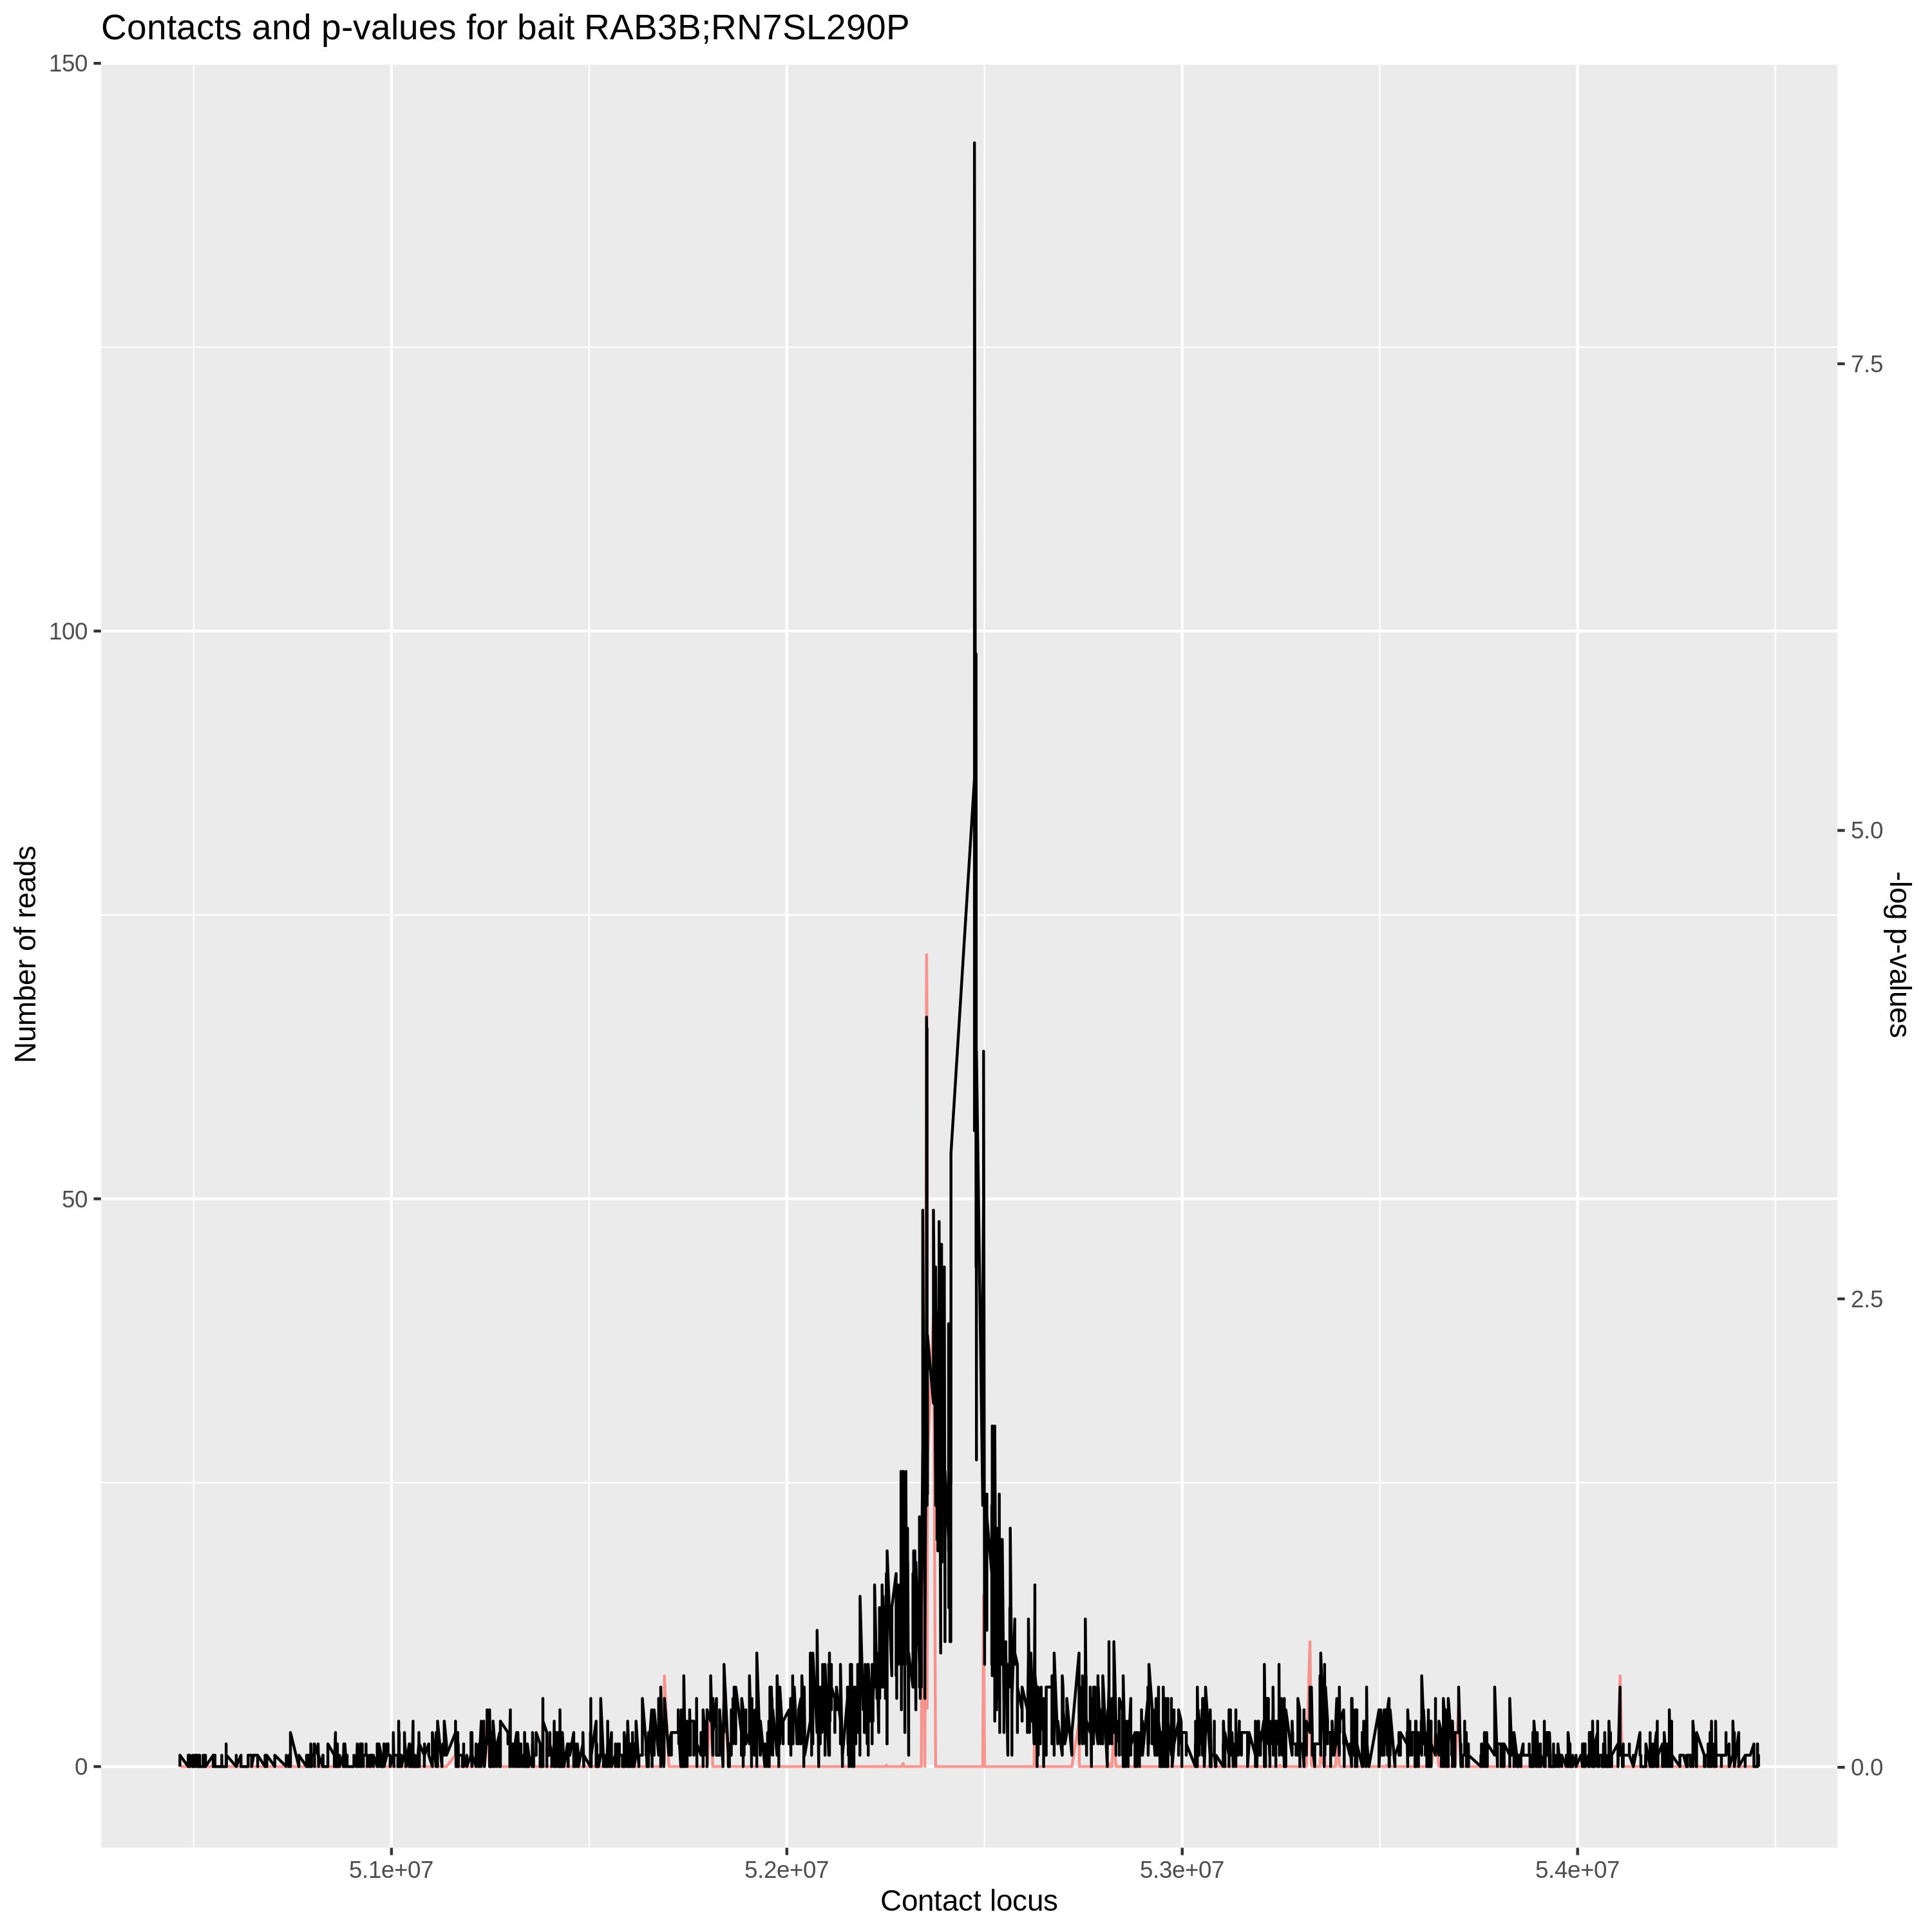 Contacts and p-values for bait RAB3B;RN7SL290P
150
100
50
0
Number of reads
7.5
5.0
2.5
0.0
-log p-values
5.1e+07 5.2e+07 5.3e+07 5.4e+07
Contact locus